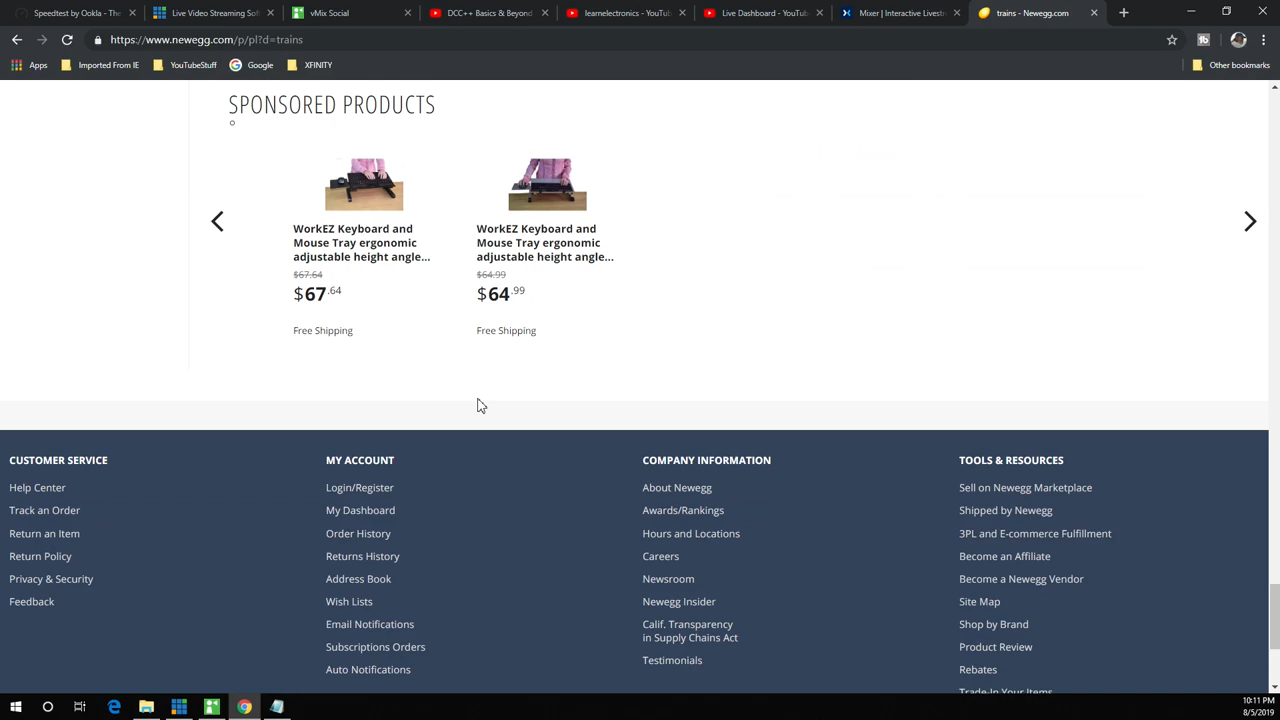 Speedtest by Ookla - The
Live Video Streaming Soft
vMix Social
DCC++ Basics & Beyond
learnelectronics - YouTub
Live Dashboard - YouTube
Mixer | Interactive Livestr
trains - Newegg.com
https://www.newegg.com/p/pl?d=trains
Apps
Imported From IE
YouTubeStuff
Google
XFINITY
Other bookmarks
SPONSORED PRODUCTS
WorkEZ Keyboard and
Mouse Tray ergonomic
adjustable height angle...
$67.64
$67.64
Free Shipping
WorkEZ Keyboard and
Mouse Tray ergonomic
adjustable height angle...
$64.99
$64.99
Free Shipping
CUSTOMER SERVICE
Help Center
Track an Order
Return an Item
Return Policy
Privacy & Security
Feedback
MY ACCOUNT
Login/Register
My Dashboard
Order History
Returns History
Address Book
Wish Lists
Email Notifications
Subscriptions Orders
Auto Notifications
COMPANY INFORMATION
About Newegg
Awards/Rankings
Hours and Locations
Careers
Newsroom
Newegg Insider
Calif. Transparency
in Supply Chains Act
Testimonials
TOOLS & RESOURCES
Sell on Newegg Marketplace
Shipped by Newegg
3PL and E-commerce Fulfillment
Become an Affiliate
Become a Newegg Vendor
Site Map
Shop by Brand
Product Review
Rebates
Trade-In Your Items
10:11 PM
8/5/2019